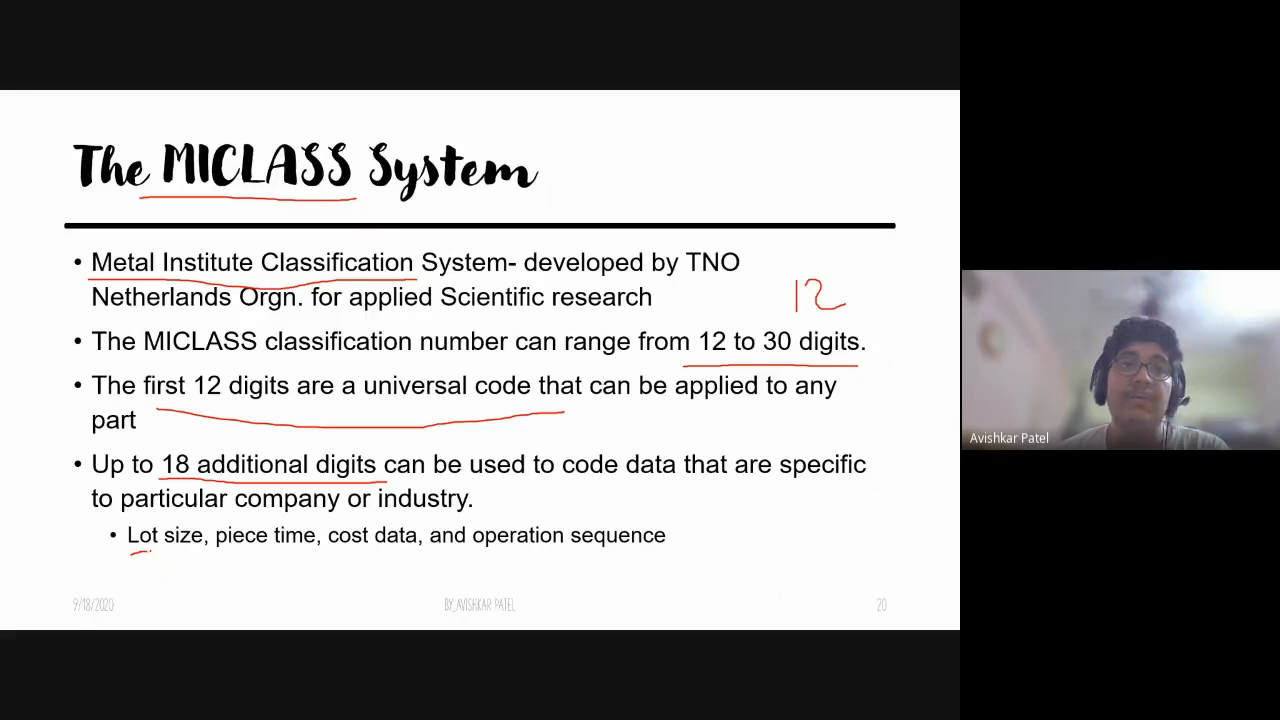 The MICLASS System
• Metal Institute Classification System- developed by TNO
Netherlands Orgn. for applied Scientific research
12
• The MICLASS classification number can range from 12 to 30 digits.
• The first 12 digits are a universal code that can be applied to any
part
• Up to 18 additional digits can be used to code data that are specific
to particular company or industry.
• Lot size, piece time, cost data, and operation sequence
9/18/2020
BY_AVISHKAR PATEL
20
Avishkar Patel